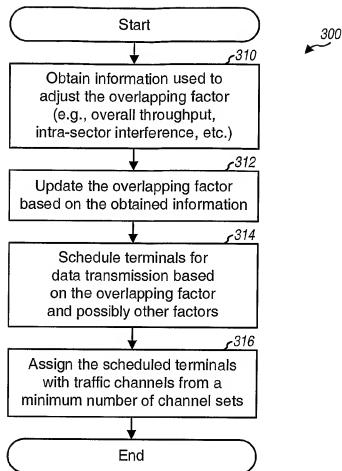 Start
300
310
Obtain information used to
adjust the overlapping factor
(e.g., overall throughput,
intra-sector interference, etc.)
312
Update the overlapping factor
based on the obtained information
314
Schedule terminals for
data transmission based
on the overlapping factor
and possibly other factors
316
Assign the scheduled terminals
with traffic channels from a
minimum number of channel sets
End